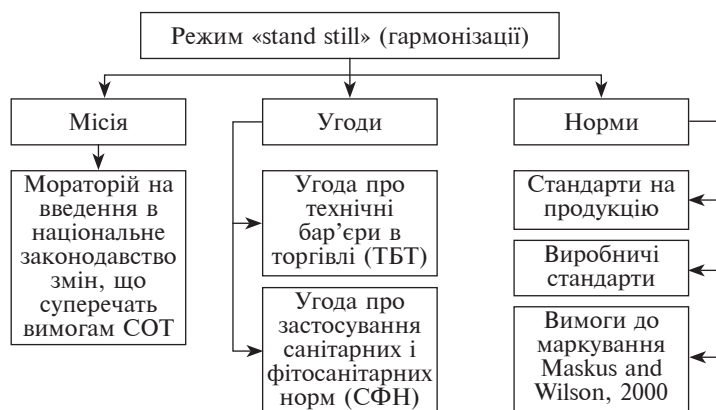 Режим «stand still» (гармонізації)
Місія
Мораторій на
введення в
національне
законодавство
змін, що
суперечать
вимогам СОТ
Угоди
Угода про
технічні
бар’єри в
торгівлі (ТБТ)
Угода про
застосування
санітарних і
фітосанітарних
норм (СФН)
Норми
Стандарти на
продукцію
Виробничі
стандарти
Вимоги до
маркування
Maskus and
Wilson, 2000